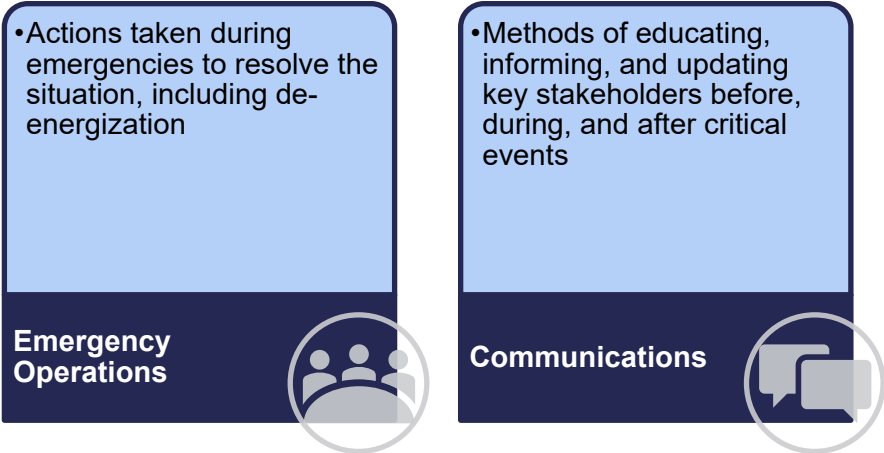 •Actions taken during
emergencies to resolve the
situation, including de-
energization
Emergency
Operations
•Methods of educating,
informing, and updating
key stakeholders before,
during, and after critical
events
Communications